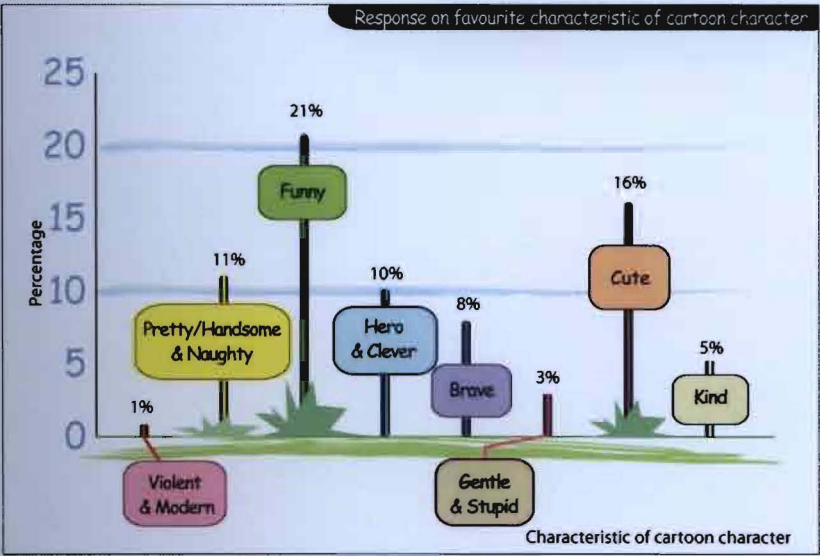 Response on favourite characteristic of cartoon character
25
20
15
10
5
0
Percentage
1%
11%
21%
10%
8%
3%
16%
5%
Violent
& Modern
Pretty/Handsome
& Naughty
Funny
Hero
& Clever
Brave
Gentle
& Stupid
Cute
Kind
Characteristic of cartoon character